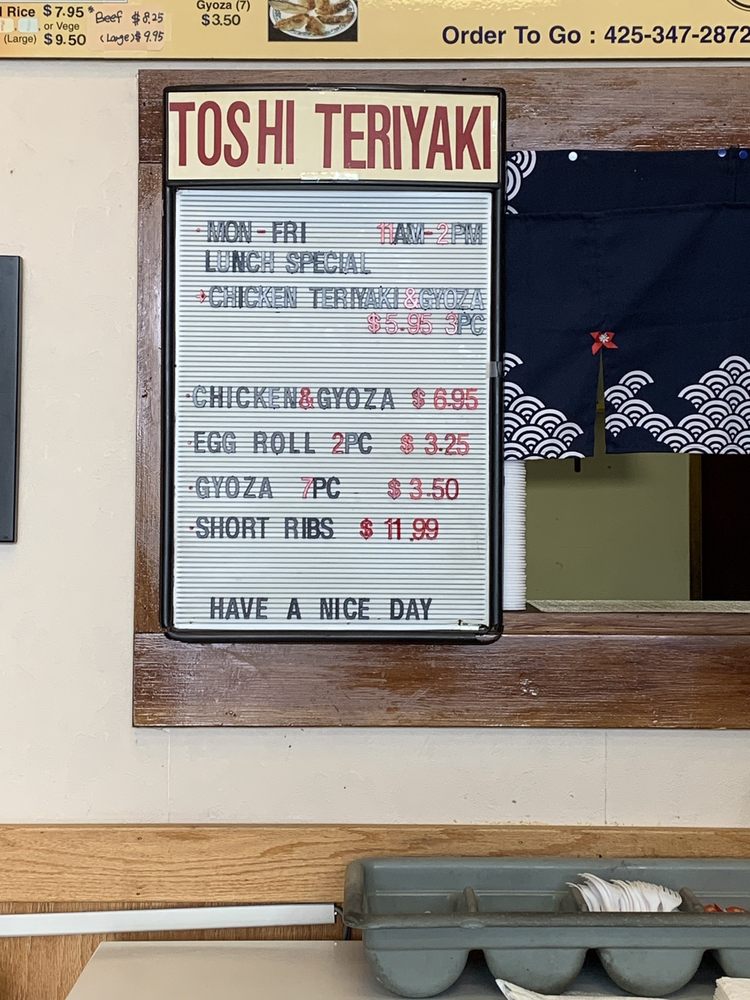 Rice $7.95 * Beef $8.25
or Vege
(Large) $9.50 (Large) $9.95
Gyoza (7)
$3.50
Order To Go : 425-347-2872
TOSHI TERIYAKI
MON-FRI 11AM-2PM
LUNCH SPECIAL
CHICKEN TERIYAKI & GYOZA
$5.95 3PC
CHICKEN & GYOZA $6.95
EGG ROLL 2PC $3.25
GYOZA 7PC $3.50
SHORT RIBS $11.99
HAVE A NICE DAY